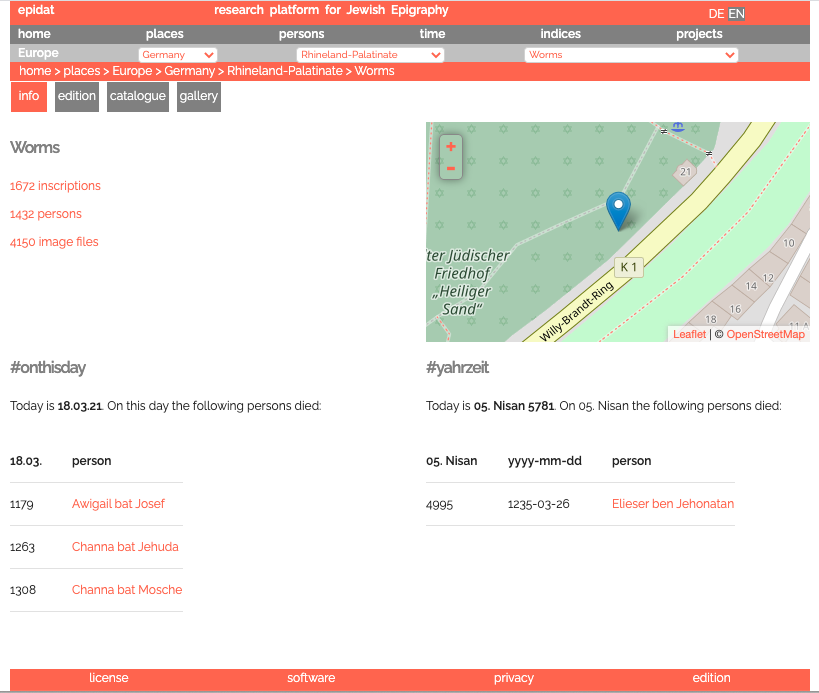 epidat research platform for Jewish Epigraphy
DE EN
home places persons time indices projects
Europe Germany Rhineland-Palatinate Worms
home > places > Europe > Germany > Rhineland-Palatinate > Worms
info edition catalogue gallery
Worms
1672 inscriptions
1432 persons
4150 image files
+
-
21
K 1
Willy-Brandt-Ring
10
12
14
16
18
11 A
lter Jüdischer
Friedhof
„Heiliger
Sand“
Leaflet | © OpenStreetMap
#onthisday
Today is 18.03.21. On this day the following persons died:
18.03. person
1179 Awigail bat Josef
1263 Channa bat Jehuda
1308 Channa bat Mosche
#yahrzeit
Today is 05. Nisan 5781. On 05. Nisan the following persons died:
05. Nisan yyyy-mm-dd person
4995 1235-03-26 Elieser ben Jehonatan
license software privacy edition